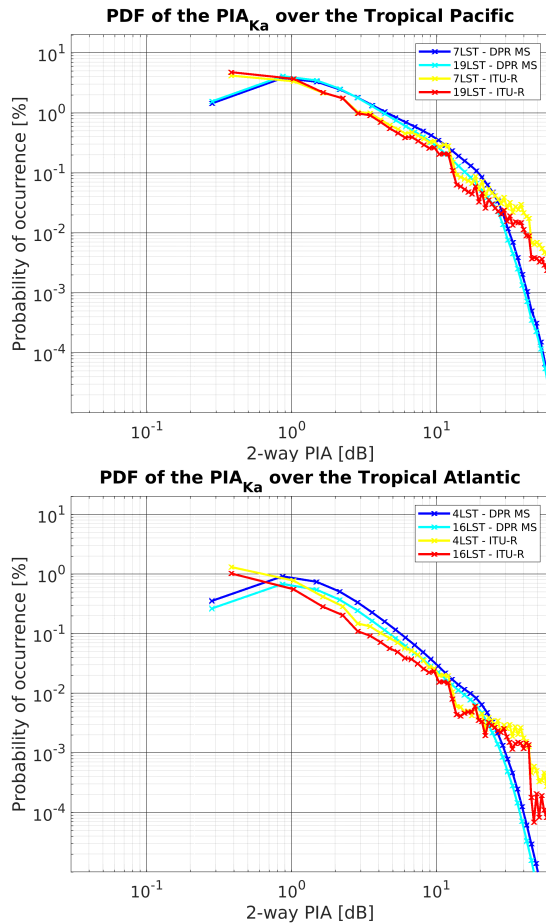 PDF of the PIA_Ka over the Tropical Pacific
7LST - DPR MS
19LST - DPR MS
7LST - ITU-R
19LST - ITU-R
10^1
10^0
10^-1
10^-2
10^-3
10^-4
Probability of occurrence [%]
10^-1 10^0 10^1
2-way PIA [dB]
PDF of the PIA_Ka over the Tropical Atlantic
4LST - DPR MS
16LST - DPR MS
4LST - ITU-R
16LST - ITU-R
10^1
10^0
10^-1
10^-2
10^-3
10^-4
Probability of occurrence [%]
10^-1 10^0 10^1
2-way PIA [dB]